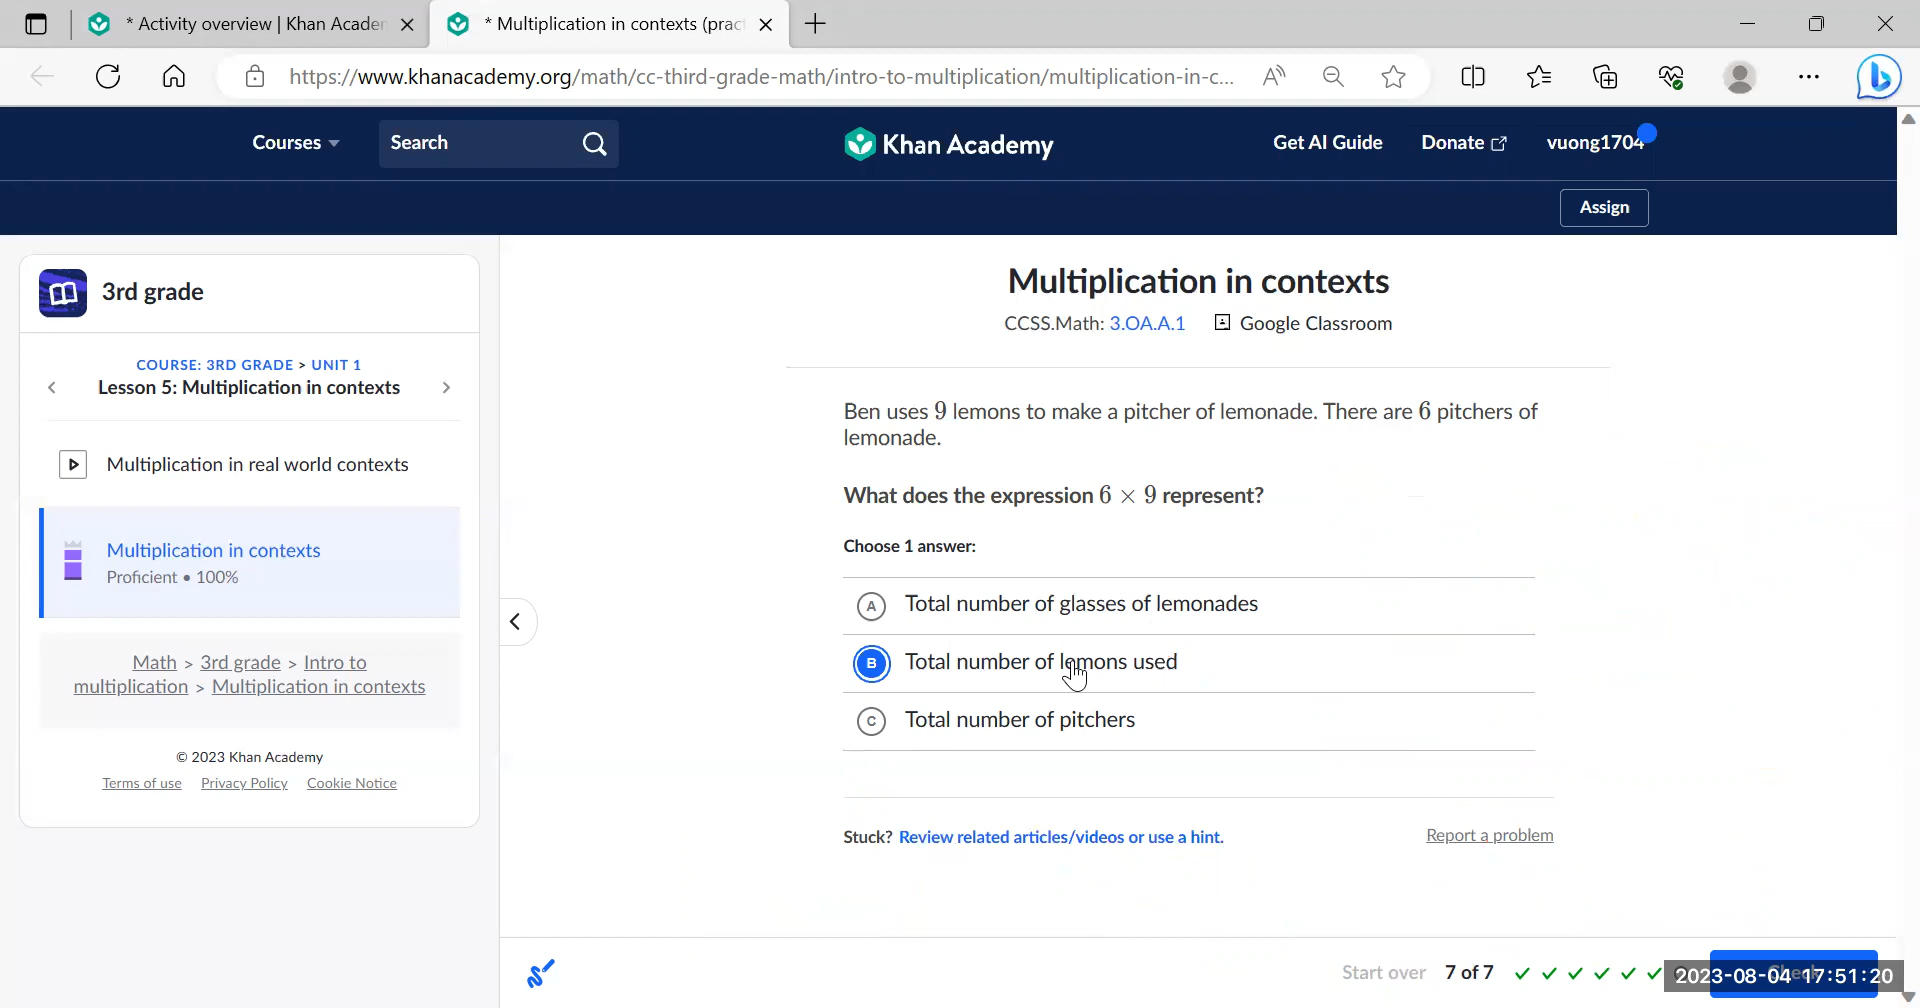 * Activity overview | Khan Acade
* Multiplication in contexts (prac
https://www.khanacademy.org/math/cc-third-grade-math/intro-to-multiplication/multiplication-in-c...
Courses
Search
Khan Academy
Get AI Guide
Donate
vuong1704
Assign
3rd grade
COURSE: 3RD GRADE > UNIT 1
Lesson 5: Multiplication in contexts
Multiplication in real world contexts
Multiplication in contexts
Proficient • 100%
Math > 3rd grade > Intro to
multiplication > Multiplication in contexts
© 2023 Khan Academy
Terms of use Privacy Policy Cookie Notice
Multiplication in contexts
CCSS.Math: 3.OA.A.1 Google Classroom
Ben uses 9 lemons to make a pitcher of lemonade. There are 6 pitchers of
lemonade.
What does the expression 6 × 9 represent?
Choose 1 answer:
A Total number of glasses of lemonades
B Total number of lemons used
C Total number of pitchers
Stuck? Review related articles/videos or use a hint.
Report a problem
Start over 7 of 7
2023-08-04 17:51:20